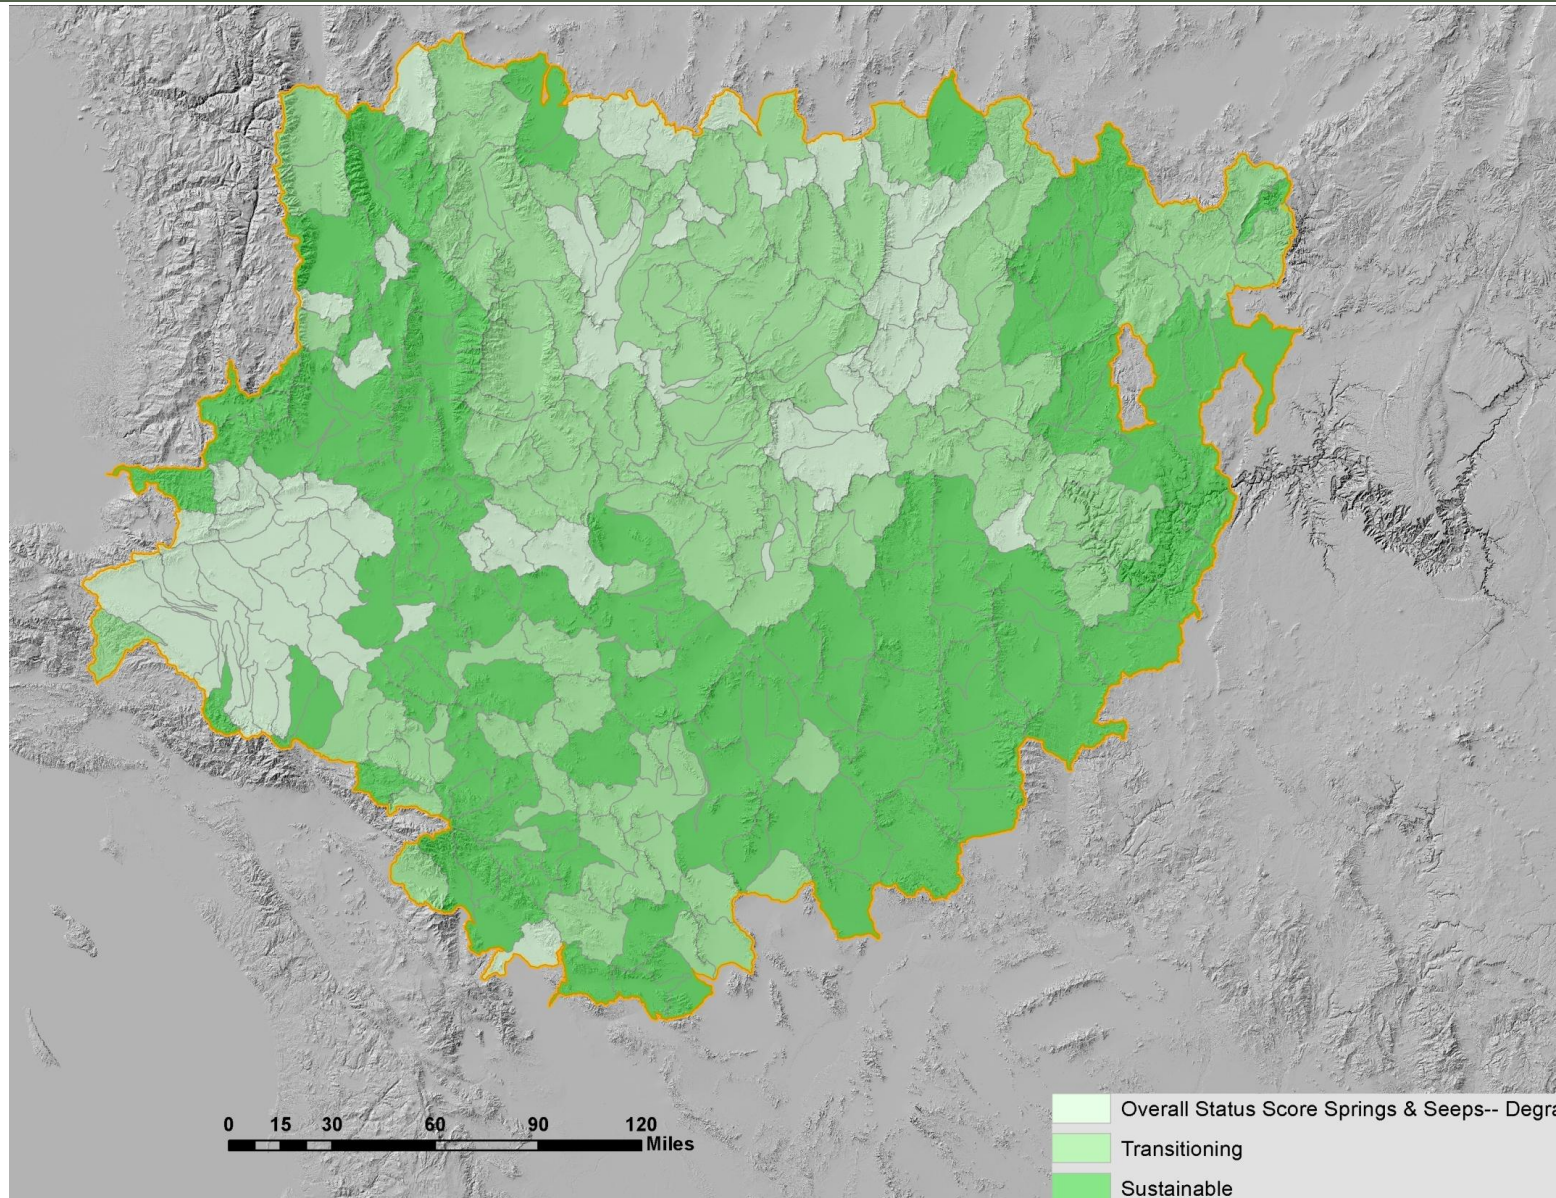 0 15 30 60 90 120
Miles
Overall Status Score Springs & Seeps-- Degra
Transitioning
Sustainable